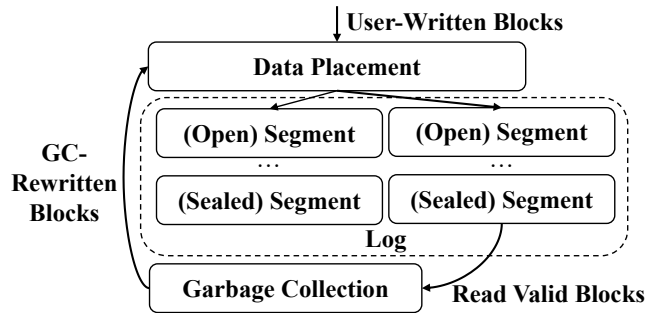 User-Written Blocks
Data Placement
(Open) Segment
(Open) Segment
...
...
GC-
Rewritten
Blocks
(Sealed) Segment
(Sealed) Segment
Log
Garbage Collection
Read Valid Blocks